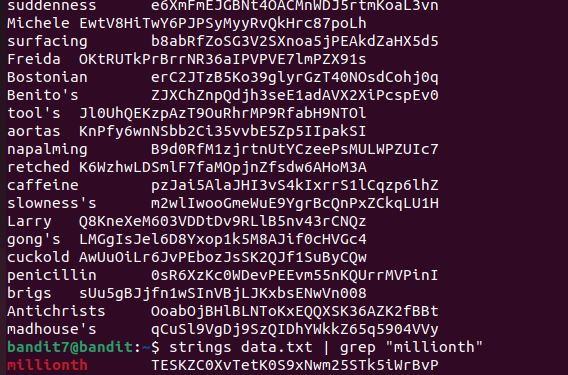 suddenness e6XmFmEJGBNt4OACMnWDJ5rtmKoaL3vn
Michele EwtV8HiTwY6PJPSyMyyRvQkHrc87poLh
surfacing b8abRfZoSG3V2SXnoa5jPEAkdZaHX5d5
Freida OKtRUTkPrBrrNR36aIPVPVE7lmPZX91s
Bostonian erC2JTzB5Ko39glyrGzT40NOsdCohj0q
Benito's ZJXChZnpQdjh3seE1adAVX2XiPcspEv0
tool's Jl0UhQEKzpAzT9OuRhrMP9RfabH9NTOl
aortas KnPfy6wnNSbb2Ci35vvbE5Zp5IIpakSI
napalming B9d0RfM1zjrtnUtYCzeePsMULWPZUIc7
retched K6WzhwLDSmlF7faMOpjnZfsdw6AHoM3A
caffeine pzJai5AlaJHI3vS4kIxrrS1lCqzp6lhZ
slowness's m2wlIwooGmeWuE9YgrBcQnPxZCkqLU1H
Larry Q8KneXeM603VDDtDv9RLlB5nv43rCNQz
gong's LMGgIsJel6D8Yxop1k5M8AJif0cHVGc4
cuckold AwUuOiLr6JvPEbozJsSK2QJf1SuByCQw
penicillin 0sR6XzKc0WDevPEEvm55nKQUrrMVPinI
brigs sUu5gBJjfn1wSInVBjLJKxbsENwVn008
Antichrists OoabOjBHlBLNToKxEQQXSK36AZK2fBBt
madhouse's qCuSl9VgDj9SzQIDhYWkkZ65q5904VVy
bandit7@bandit:~$ strings data.txt | grep "millionth"
millionth TESKZC0XvTetK0S9xNwm25STk5iWrBvP